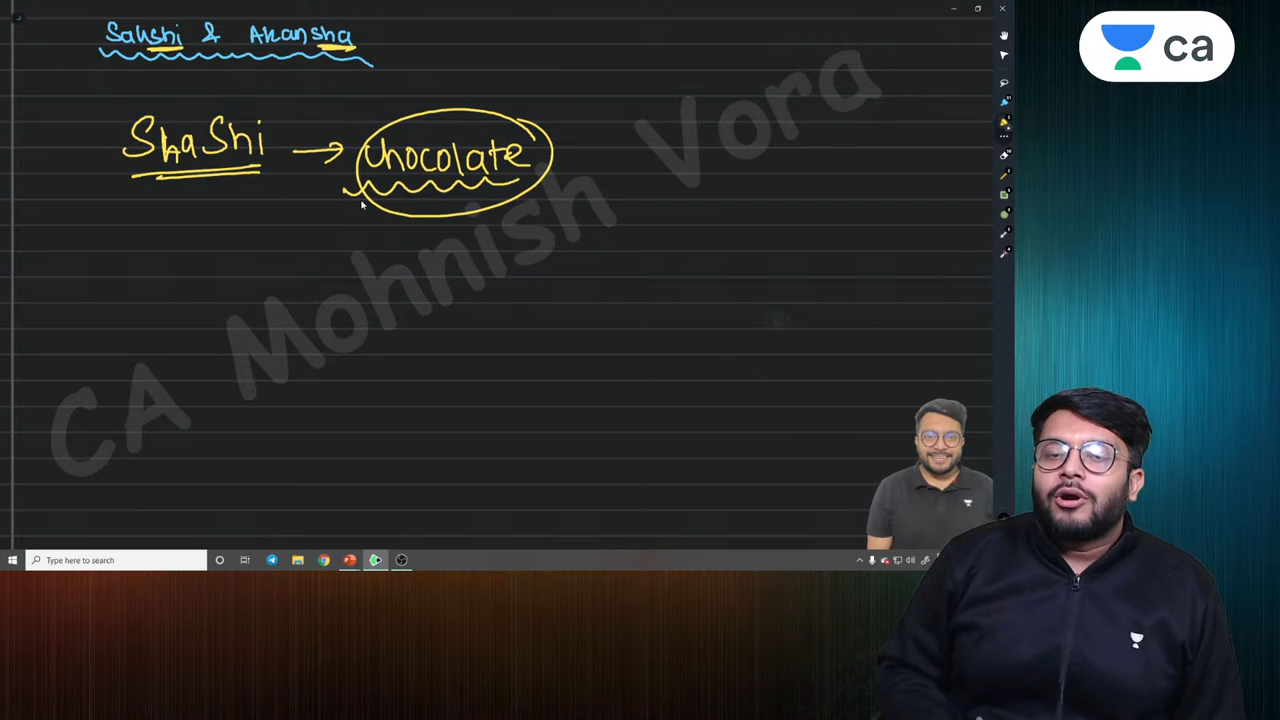 Sakshi & Akansha
ca
ShaShi → chocolate
CA Mohnish Vora
Type here to search